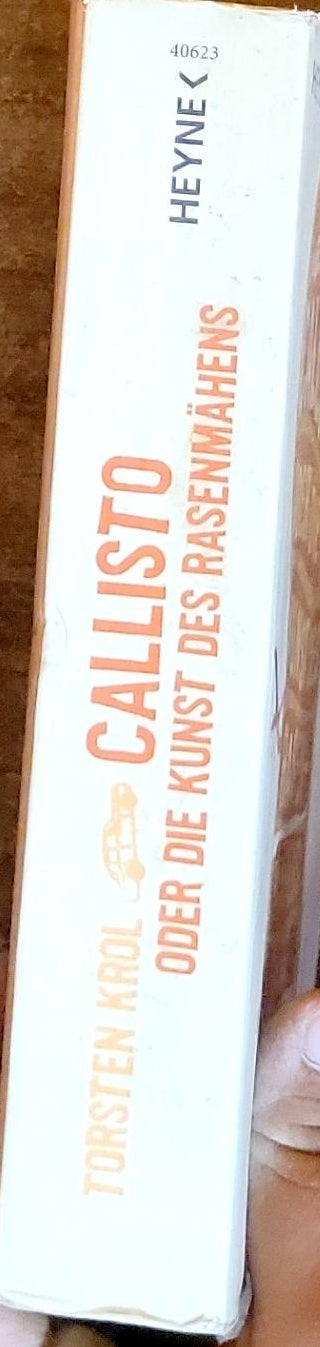 40623
HEYNE
TORSTEN KROL CALLISTO
ODER DIE KUNST DES RASENMÄHENS